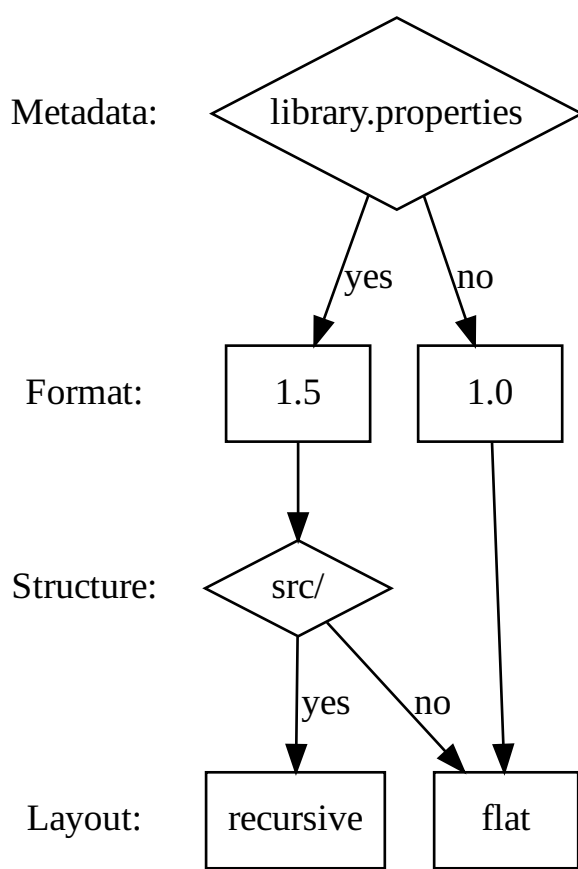 Metadata:
library.properties
yes
no
Format:
1.5
1.0
Structure:
src/
yes
no
Layout:
recursive
flat